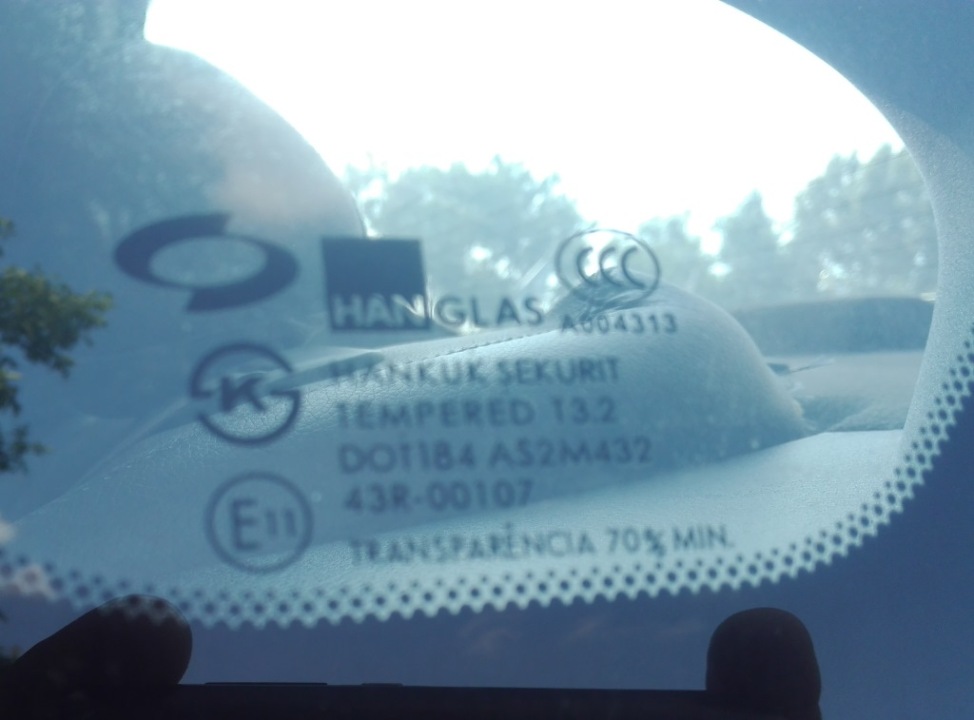 HANGLAS
CCC
A004313
K
HANKUK SEKURIT
TEMPERED 13.2
DOT184 AS2M432
E11
43R-00107
TRANSPARÊNCIA 70% MIN.